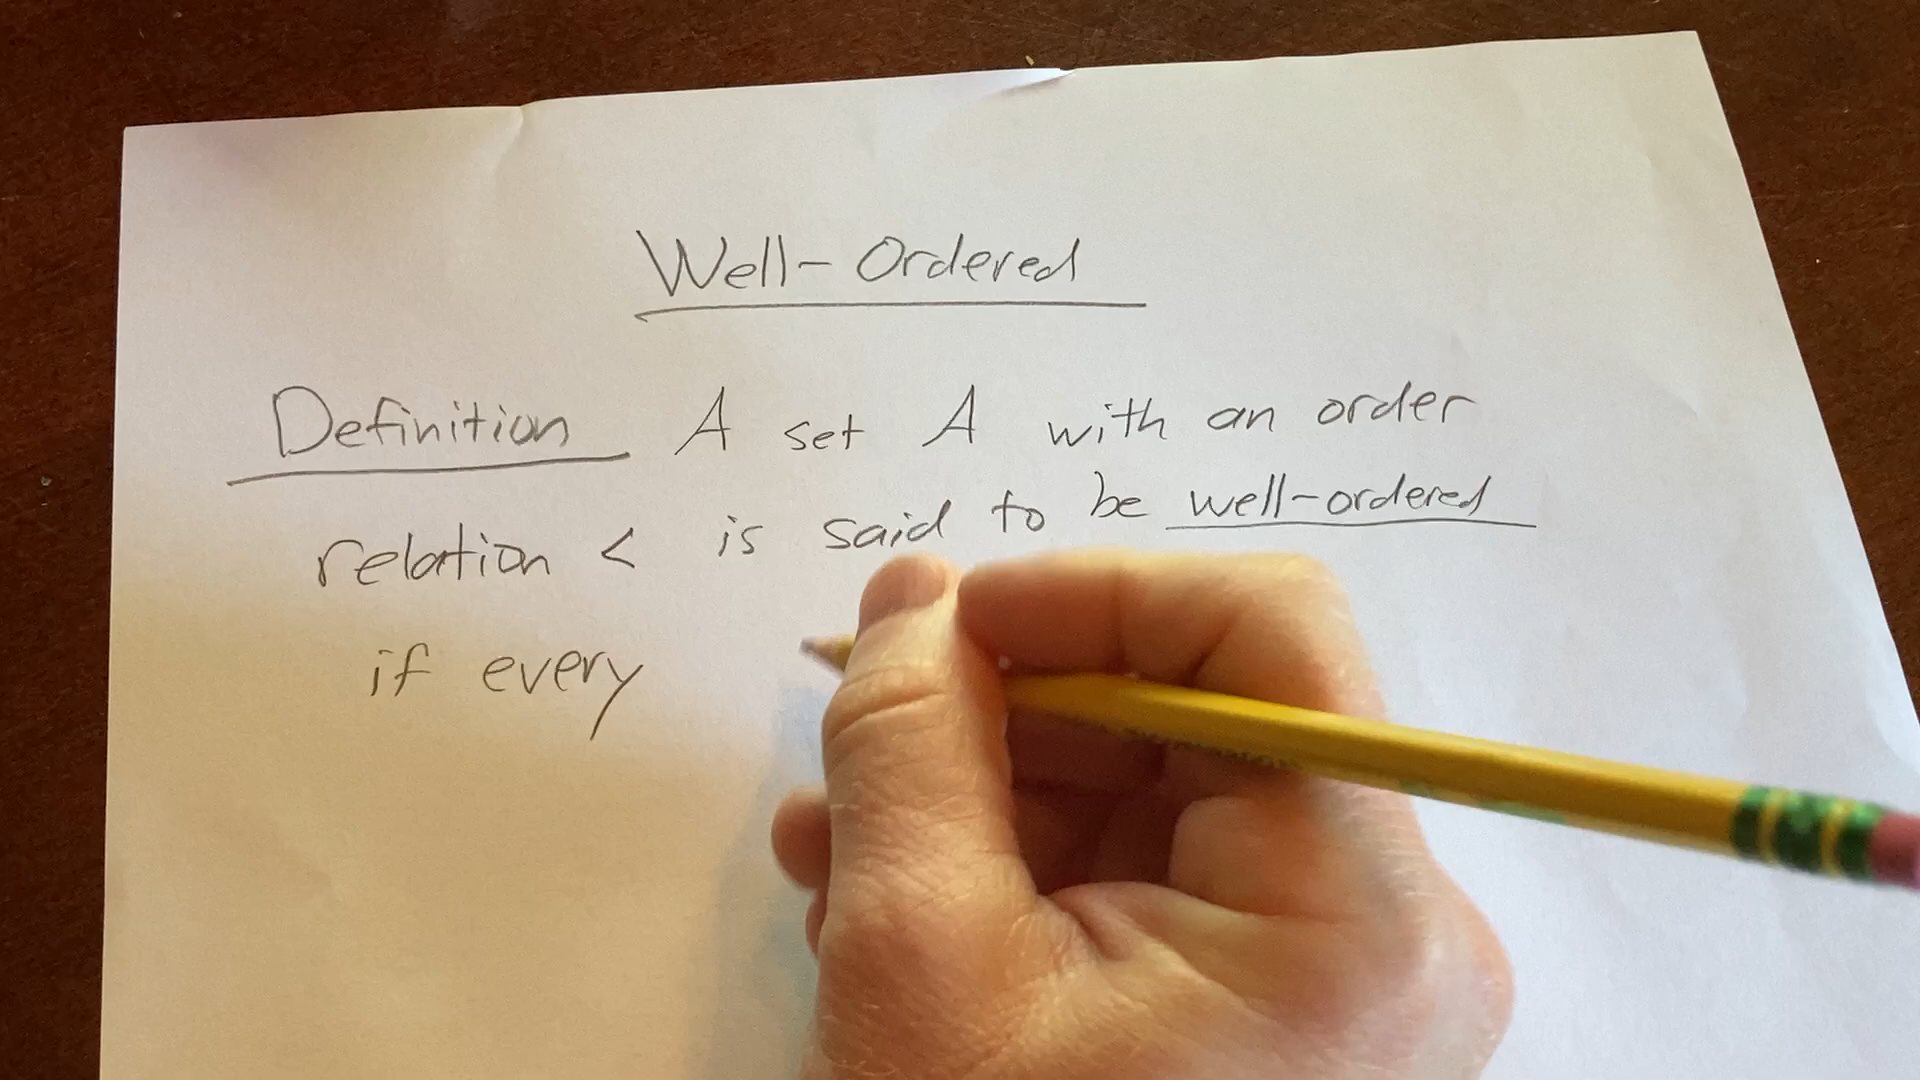 Well-Ordered
Definition A set A with an order
relation < is said to be well-ordered
if every